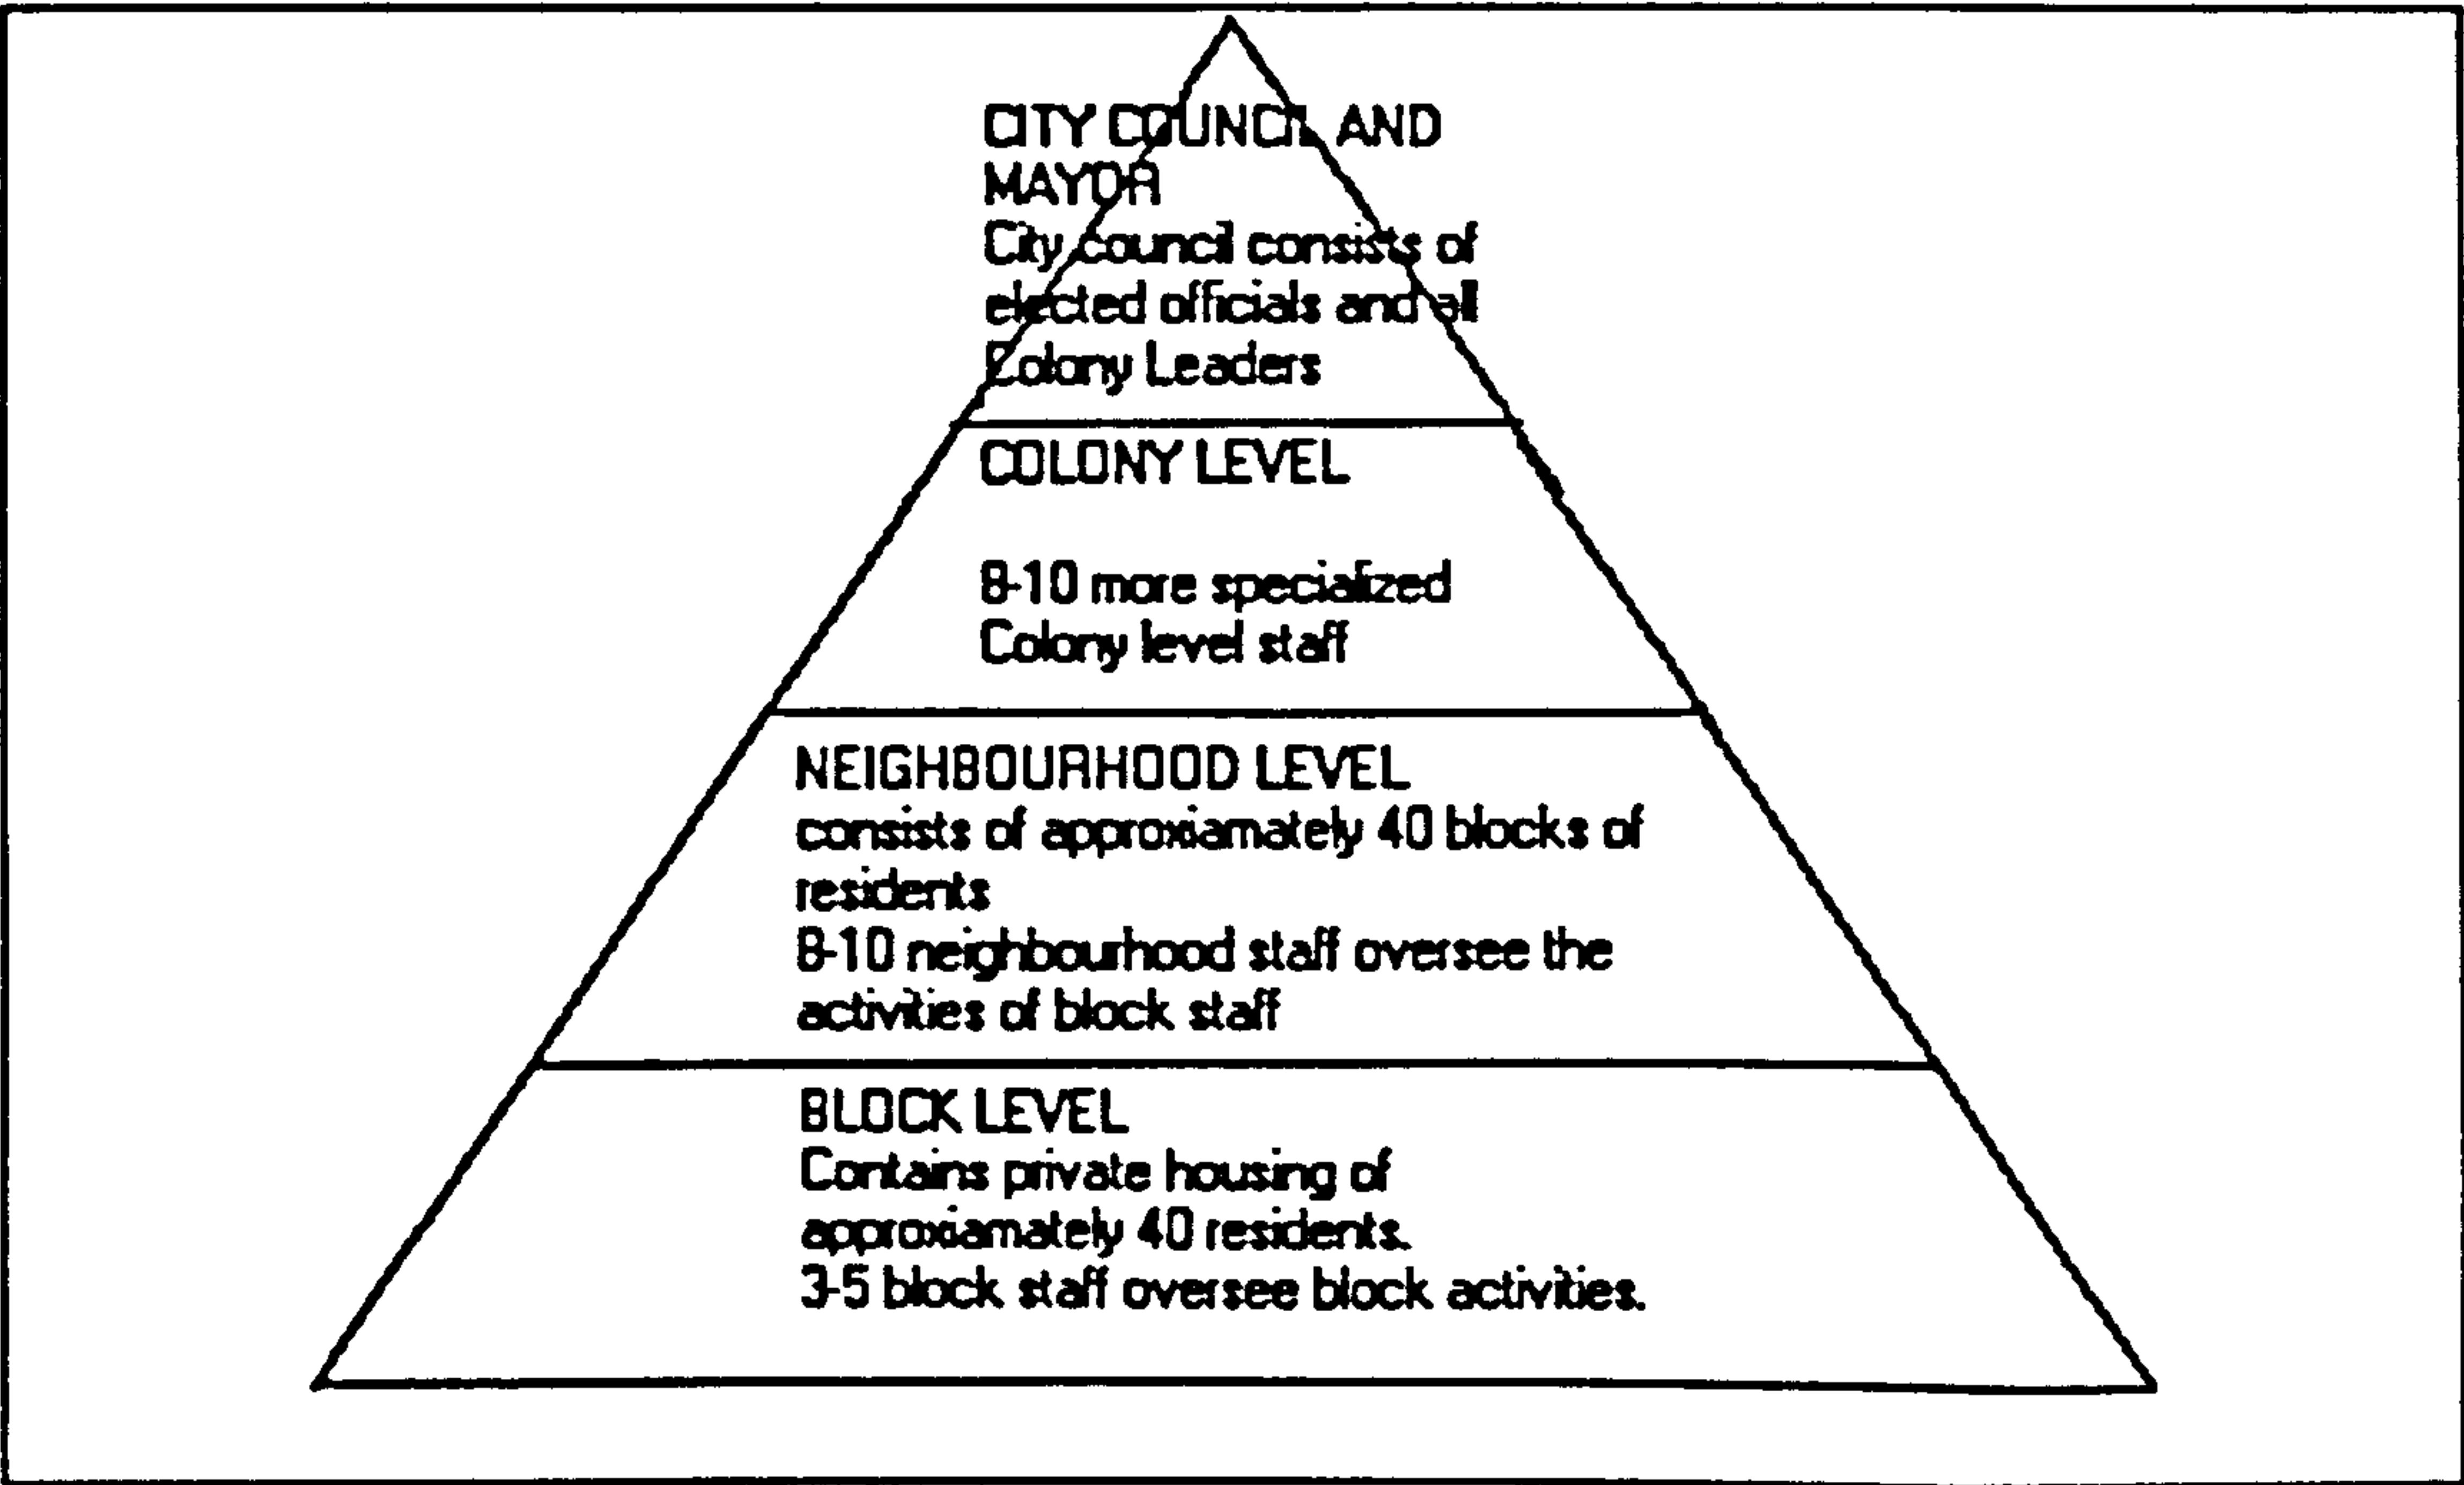 CITY COUNCIL AND
MAYOR
City council consists of
elected officials and all
Colony Leaders
COLONY LEVEL
8-10 more specialized
Colony level staff
NEIGHBOURHOOD LEVEL
consists of approxiamately 40 blocks of
residents
8-10 neighbourhood staff oversee the
activities of block staff
BLOCK LEVEL
Contains private housing of
approxiamately 40 residents.
3-5 block staff oversee block activities.